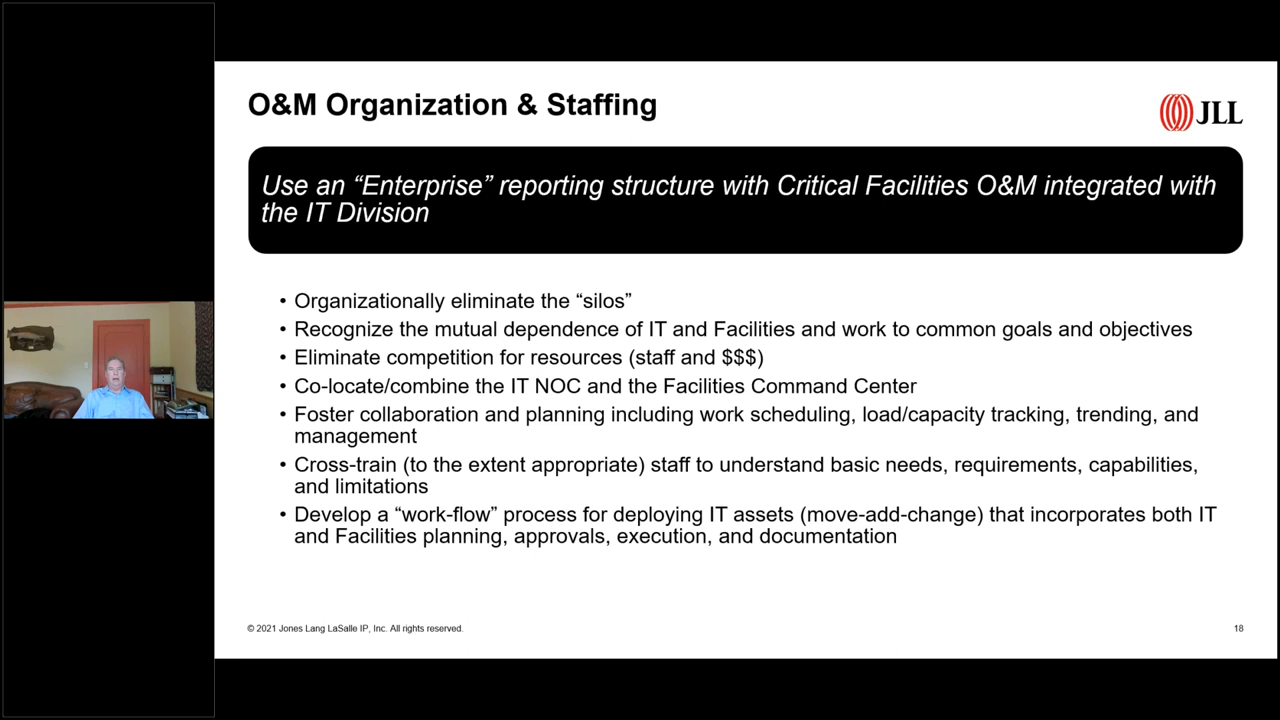 O&M Organization & Staffing
JLL
Use an “Enterprise” reporting structure with Critical Facilities O&M integrated with
the IT Division
• Organizationally eliminate the “silos”
• Recognize the mutual dependence of IT and Facilities and work to common goals and objectives
• Eliminate competition for resources (staff and $$$)
• Co-locate/combine the IT NOC and the Facilities Command Center
• Foster collaboration and planning including work scheduling, load/capacity tracking, trending, and
management
• Cross-train (to the extent appropriate) staff to understand basic needs, requirements, capabilities,
and limitations
• Develop a “work-flow” process for deploying IT assets (move-add-change) that incorporates both IT
and Facilities planning, approvals, execution, and documentation
© 2021 Jones Lang LaSalle IP, Inc. All rights reserved.
18